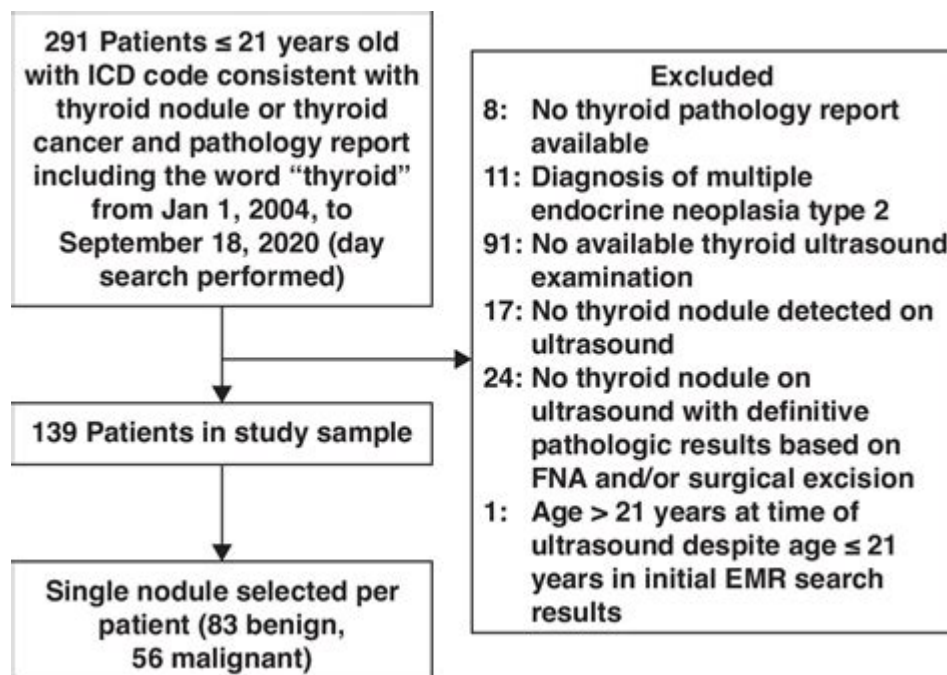 291 Patients ≤ 21 years old
with ICD code consistent with
thyroid nodule or thyroid
cancer and pathology report
including the word “thyroid”
from Jan 1, 2004, to
September 18, 2020 (day
search performed)
139 Patients in study sample
Single nodule selected per
patient (83 benign,
56 malignant)
Excluded
8: No thyroid pathology report
available
11: Diagnosis of multiple
endocrine neoplasia type 2
91: No available thyroid ultrasound
examination
17: No thyroid nodule detected on
ultrasound
24: No thyroid nodule on
ultrasound with definitive
pathologic results based on
FNA and/or surgical excision
1: Age > 21 years at time of
ultrasound despite age ≤ 21
years in initial EMR search
results